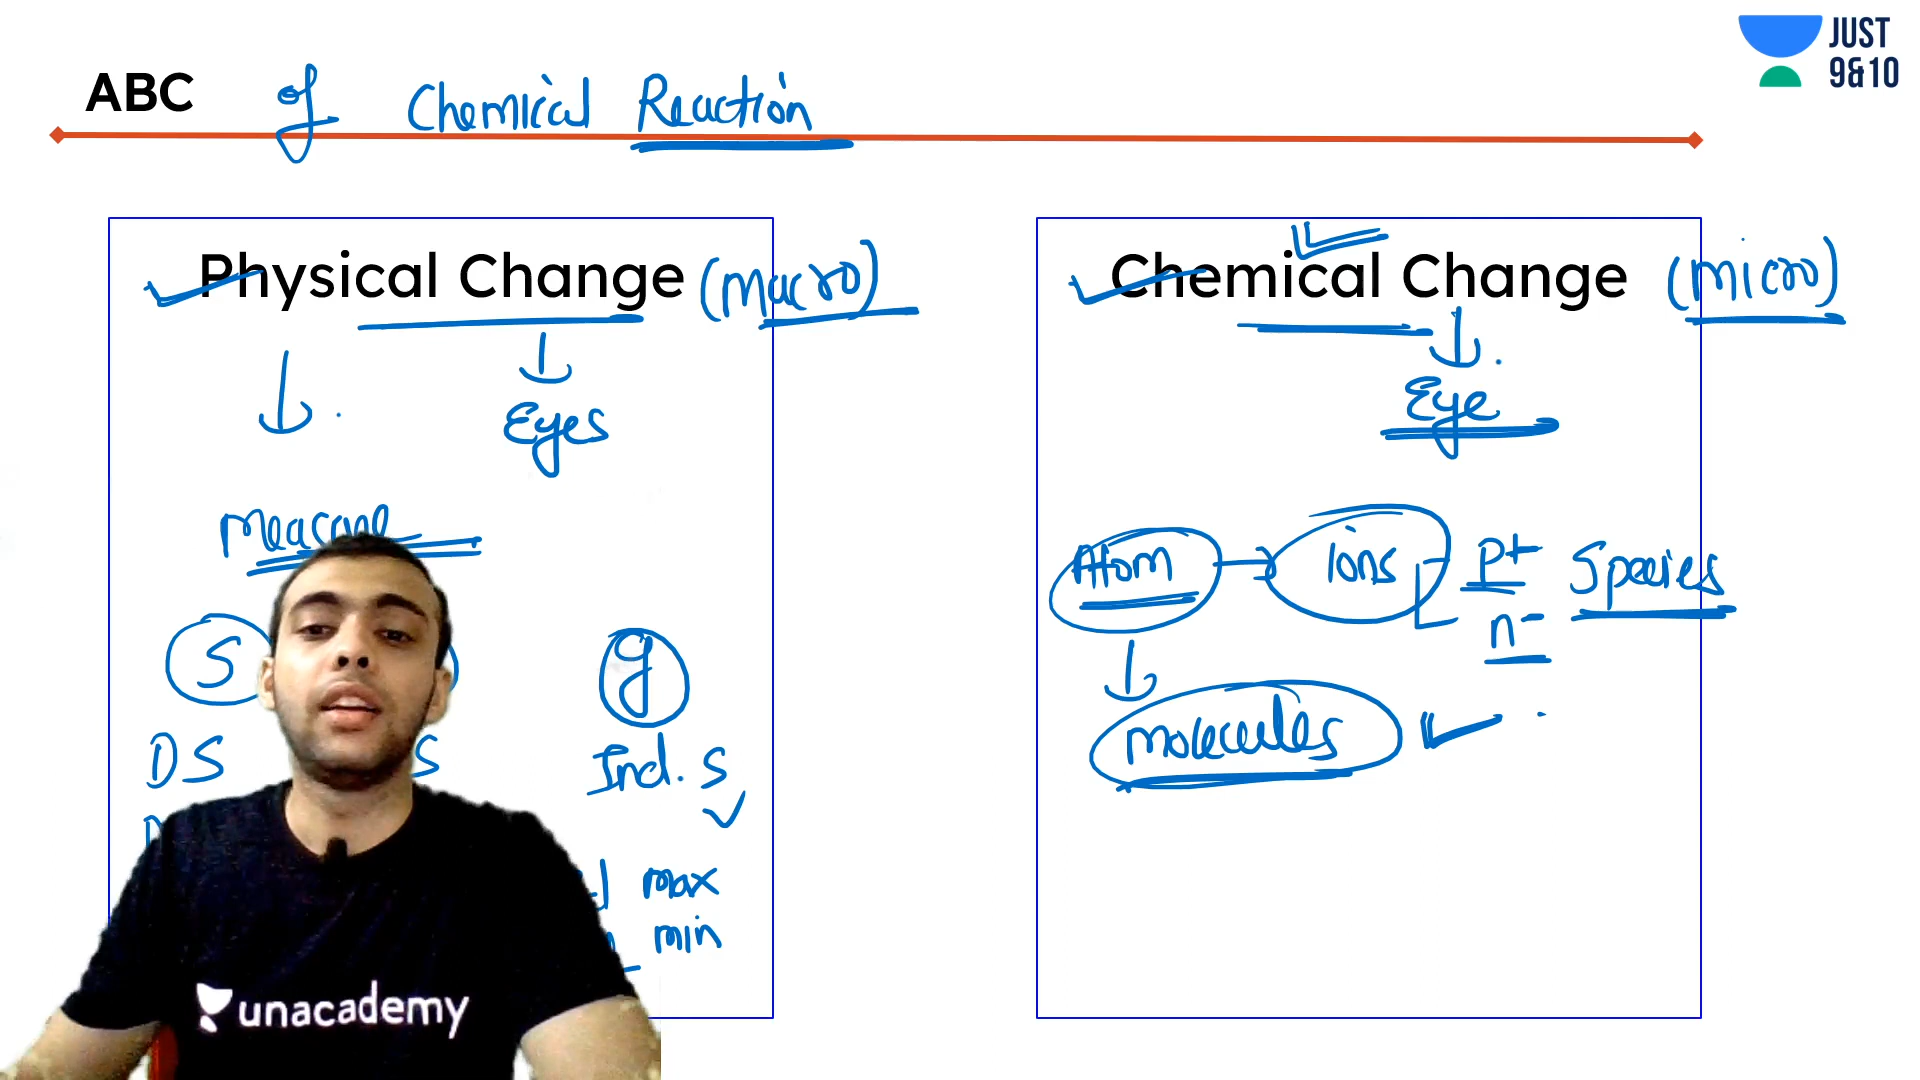 JUST
9&10
ABC of Chemical Reaction
Physical Change (Macro)
Eyes
S
g
DS
S
Ind. S
max
min
unacademy
Chemical Change (micro)
Eye
Atom → ions p+ Species
n-
molecules